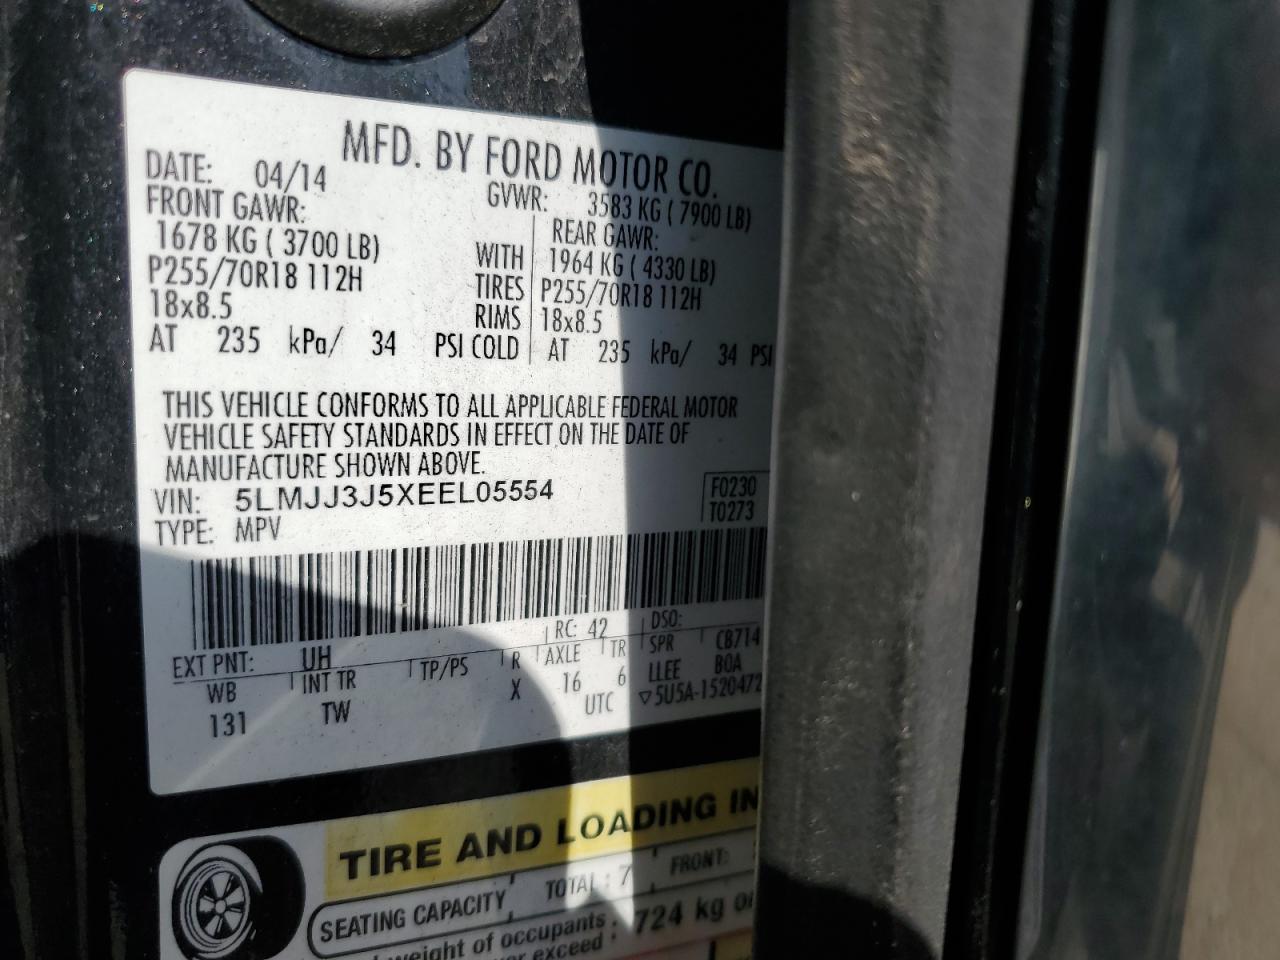 MFD. BY FORD MOTOR CO.
DATE: 04/14 GVWR: 3583 KG ( 7900 LB)
FRONT GAWR: REAR GAWR:
1678 KG ( 3700 LB) WITH 1964 KG ( 4330 LB)
P255/70R18 112H TIRES P255/70R18 112H
18x8.5 RIMS 18x8.5
AT 235 kPa/ 34 PSI COLD AT 235 kPa/ 34 PSI
THIS VEHICLE CONFORMS TO ALL APPLICABLE FEDERAL MOTOR
VEHICLE SAFETY STANDARDS IN EFFECT ON THE DATE OF
MANUFACTURE SHOWN ABOVE.
VIN: 5LMJJ3J5XEEL05554 F0230
TYPE: MPV T0273
EXT PNT: UH RC: 42 DSO:
WB INT TR TP/PS R AXLE TR SPR CB714
131 TW X 16 6 LLEE BOA
UTC ▽5U5A-1520472
TIRE AND LOADING IN
SEATING CAPACITY TOTAL : 7 FRONT:
weight of occupants : 724 kg
exceed :